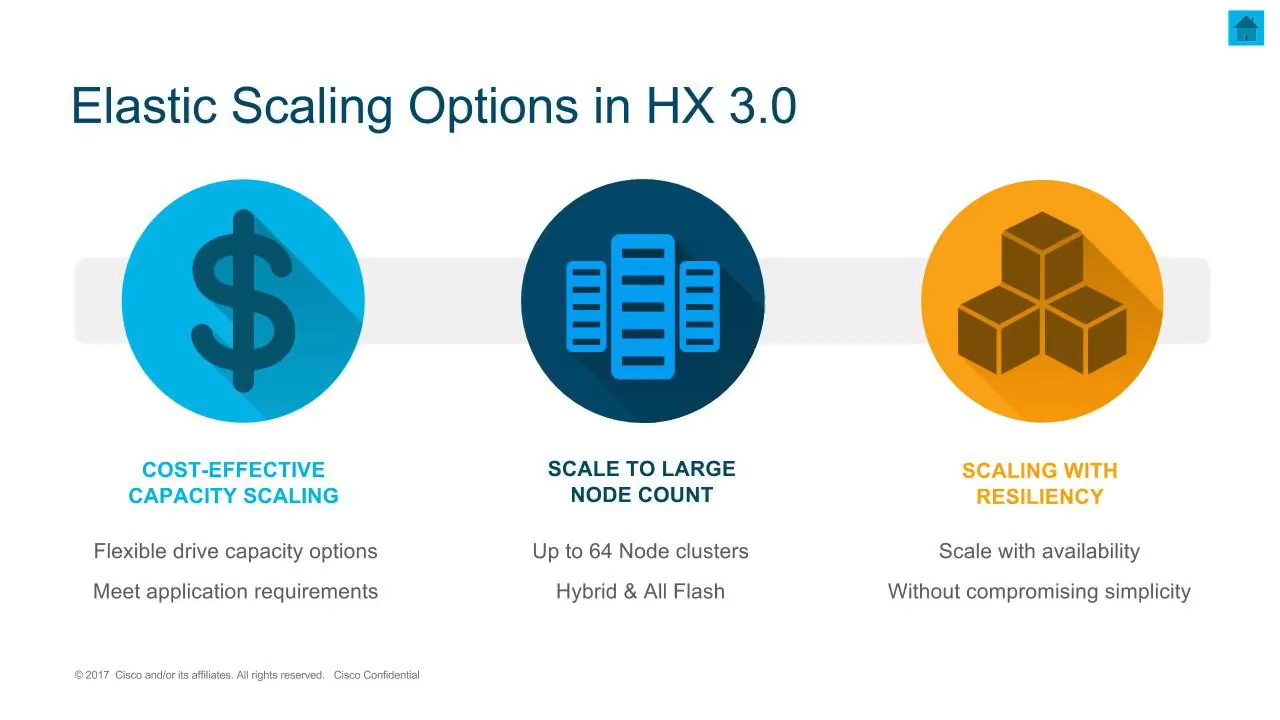 Elastic Scaling Options in HX 3.0
COST-EFFECTIVE
CAPACITY SCALING
Flexible drive capacity options
Meet application requirements
SCALE TO LARGE
NODE COUNT
Up to 64 Node clusters
Hybrid & All Flash
SCALING WITH
RESILIENCY
Scale with availability
Without compromising simplicity
© 2017 Cisco and/or its affiliates. All rights reserved. Cisco Confidential